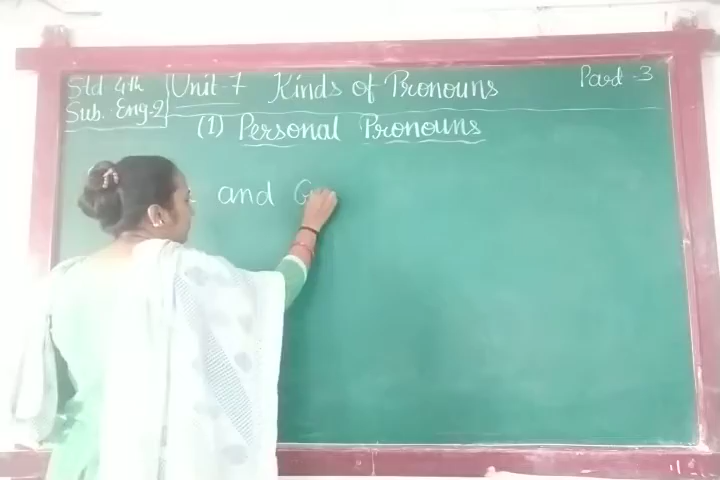 Std 4th
Sub. Eng-2
Unit-7 Kinds of Pronouns
Part-3
(1) Personal Pronouns
and G